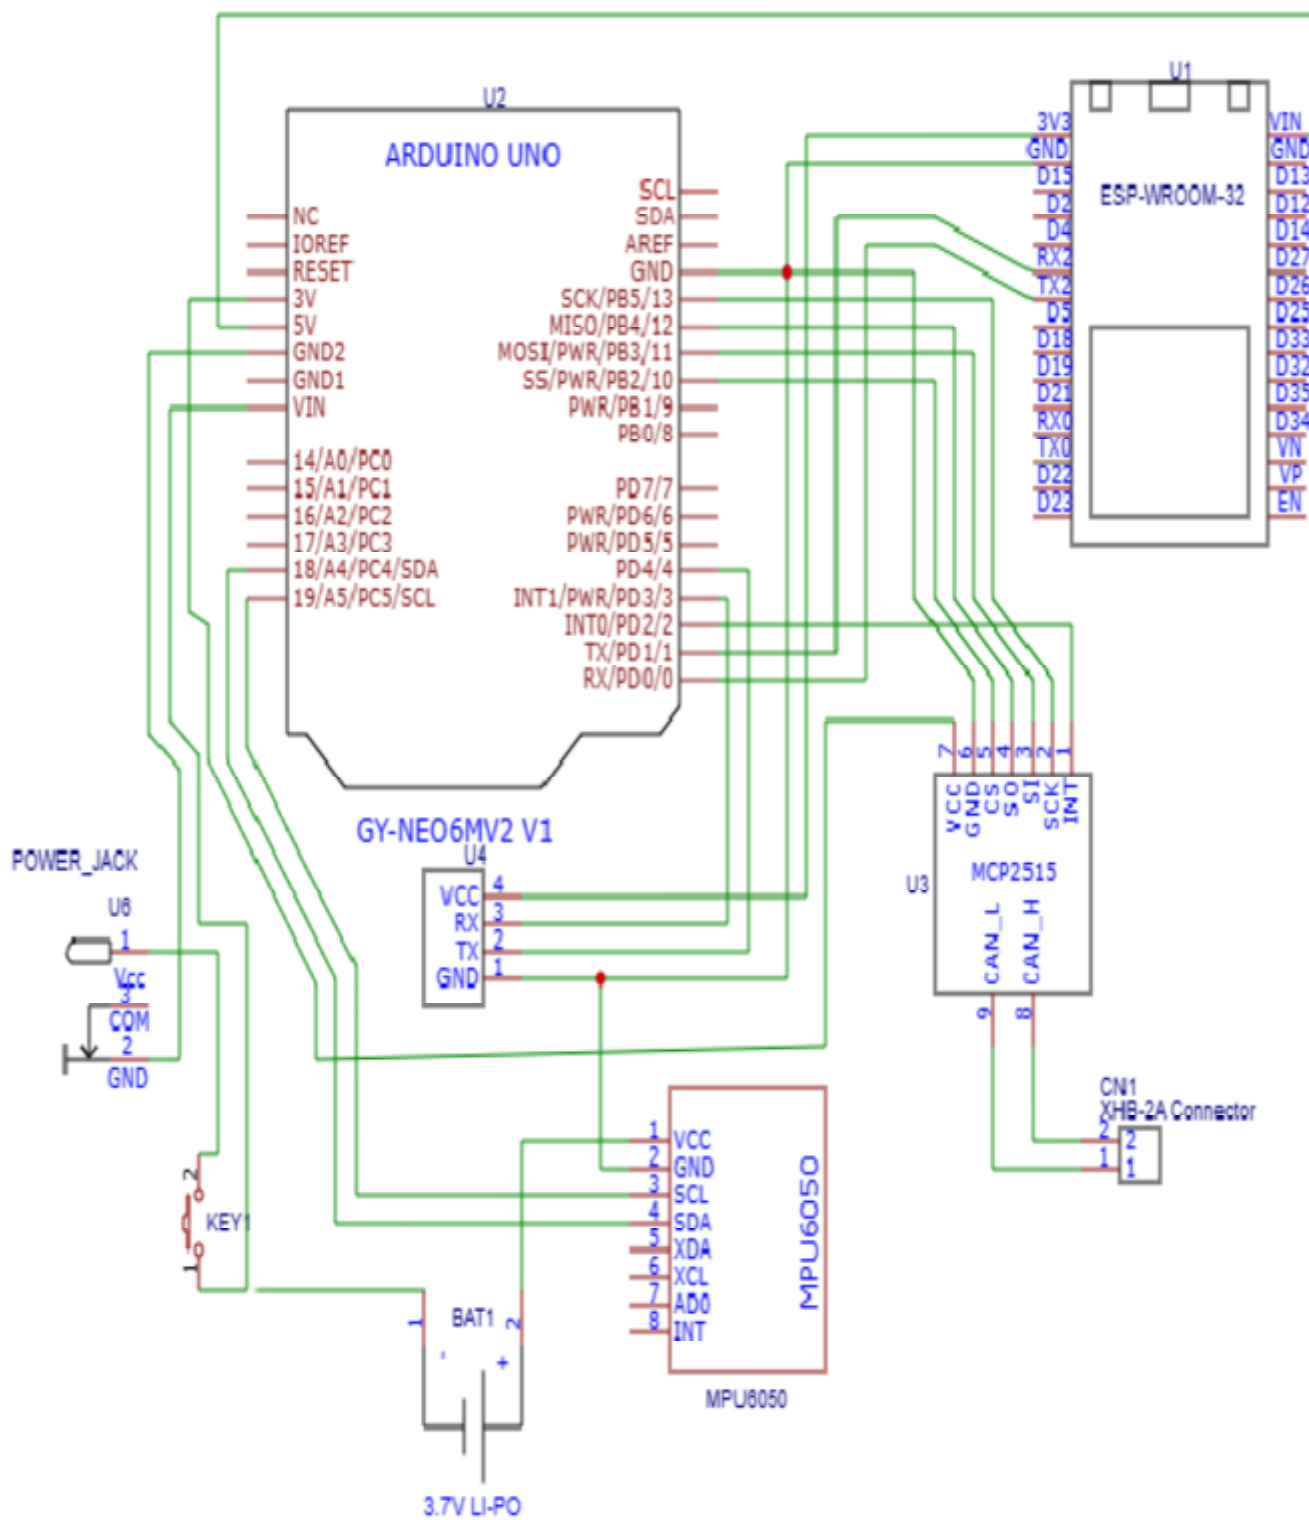 U2
ARDUINO UNO
NC
IOREF
RESET
3V
5V
GND2
GND1
VIN
14/A0/PC0
15/A1/PC1
16/A2/PC2
17/A3/PC3
18/A4/PC4/SDA
19/A5/PC5/SCL
SCL
SDA
AREF
GND
SCK/PB5/13
MISO/PB4/12
MOSI/PWR/PB3/11
SS/PWR/PB2/10
PWR/PB1/9
PB0/8
PD7/7
PWR/PD6/6
PWR/PD5/5
PD4/4
INT1/PWR/PD3/3
INT0/PD2/2
TX/PD1/1
RX/PD0/0
U1
ESP-WROOM-32
3V3
GND
D15
D2
D4
RX2
TX2
D5
D18
D19
D21
RX0
TX0
D22
D23
VIN
GND
D13
D12
D14
D27
D26
D25
D33
D32
D35
D34
VN
VP
EN
GY-NEO6MV2 V1
U4
VCC 4
RX 3
TX 2
GND 1
7 6 5 4 3 2 1
VCC GND CS SO SI SCK INT
U3
MCP2515
CAN_L CAN_H
9 8
POWER_JACK
U6
1
Vcc
3
COM
2
GND
CN1
XHB-2A Connector
2 2
1 1
1 VCC
2 GND
3 SCL
4 SDA
5 XDA
6 XCL
7 AD0
8 INT
MPU6050
MPU6050
2
KEY1
1
1 BAT1 2
- +
3.7V LI-PO